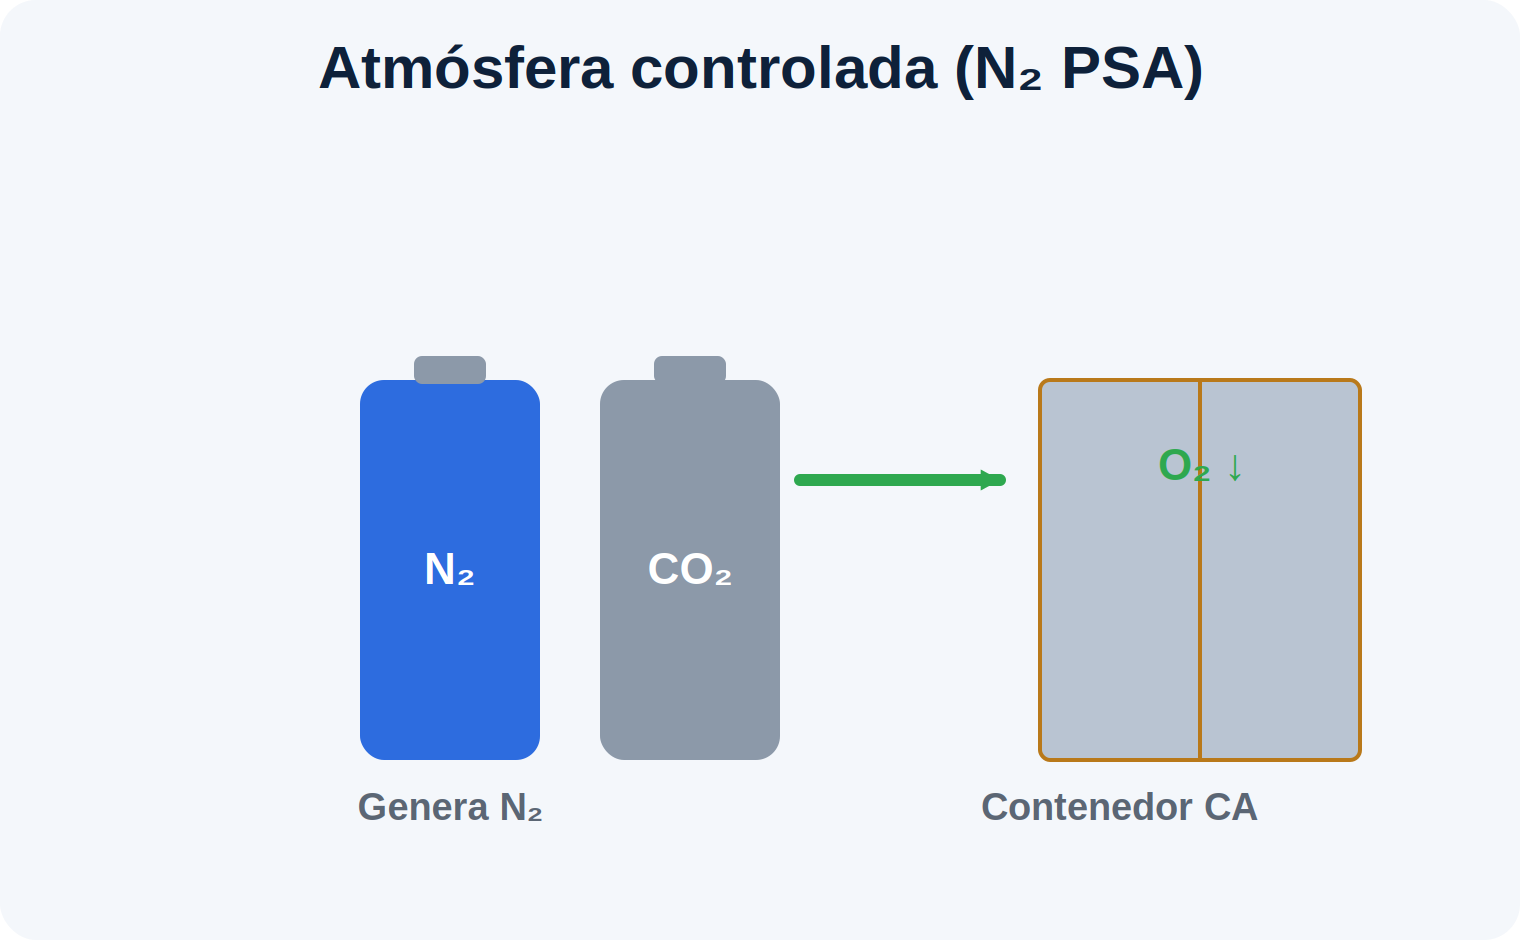 Atmósfera controlada (N₂ PSA)
N₂
CO₂
O₂ ↓
Genera N₂
Contenedor CA